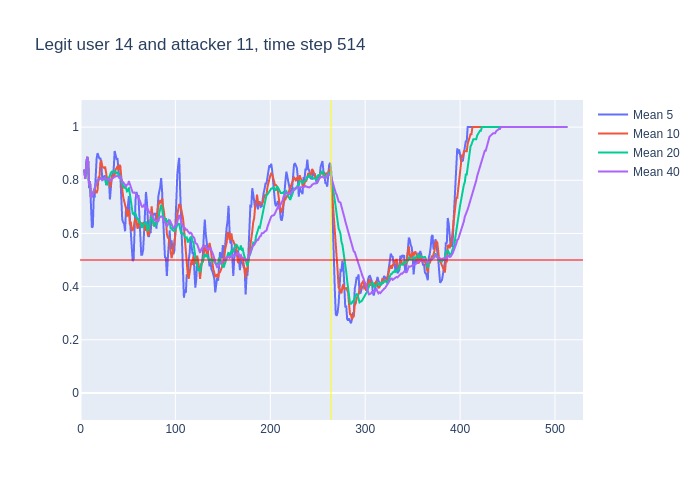 Legit user 14 and attacker 11, time step 514
Mean 5
Mean 10
Mean 20
Mean 40
1
0.8
0.6
0.4
0.2
0
0 100 200 300 400 500